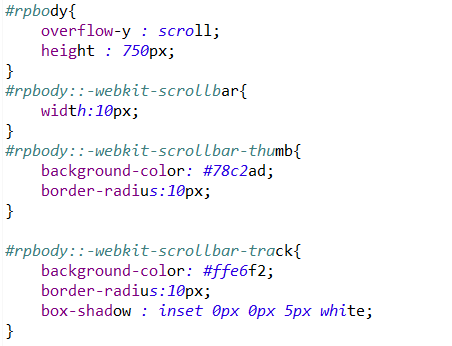 #rpbody{
    overflow-y : scroll;
    height : 750px;
}
#rpbody::-webkit-scrollbar{
    width:10px;
}
#rpbody::-webkit-scrollbar-thumb{
    background-color: #78c2ad;
    border-radius:10px;
}

#rpbody::-webkit-scrollbar-track{
    background-color: #ffe6f2;
    border-radius:10px;
    box-shadow : inset 0px 0px 5px white;
}